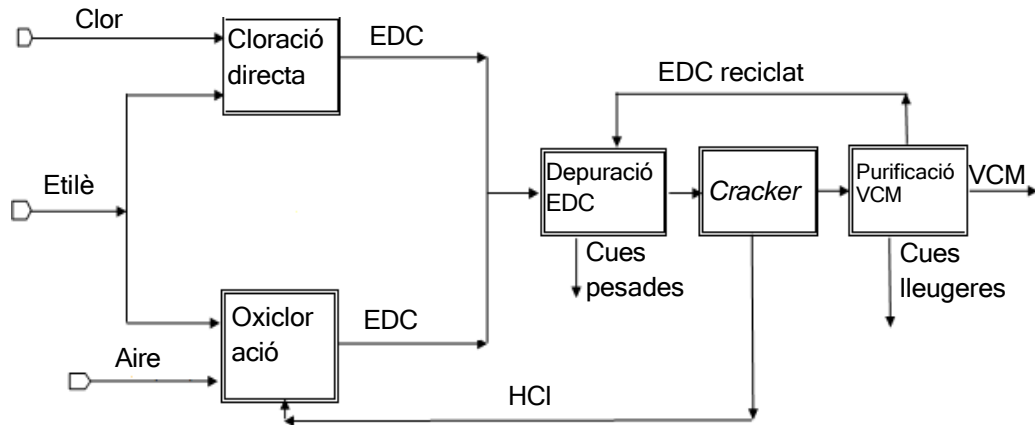 Clor
Cloració
directa
EDC
EDC reciclat
Etilè
Depuració
EDC
Cracker
Purificació
VCM
VCM
Cues
pesades
Cues
lleugeres
Oxiclor
ació
EDC
Aire
HCI